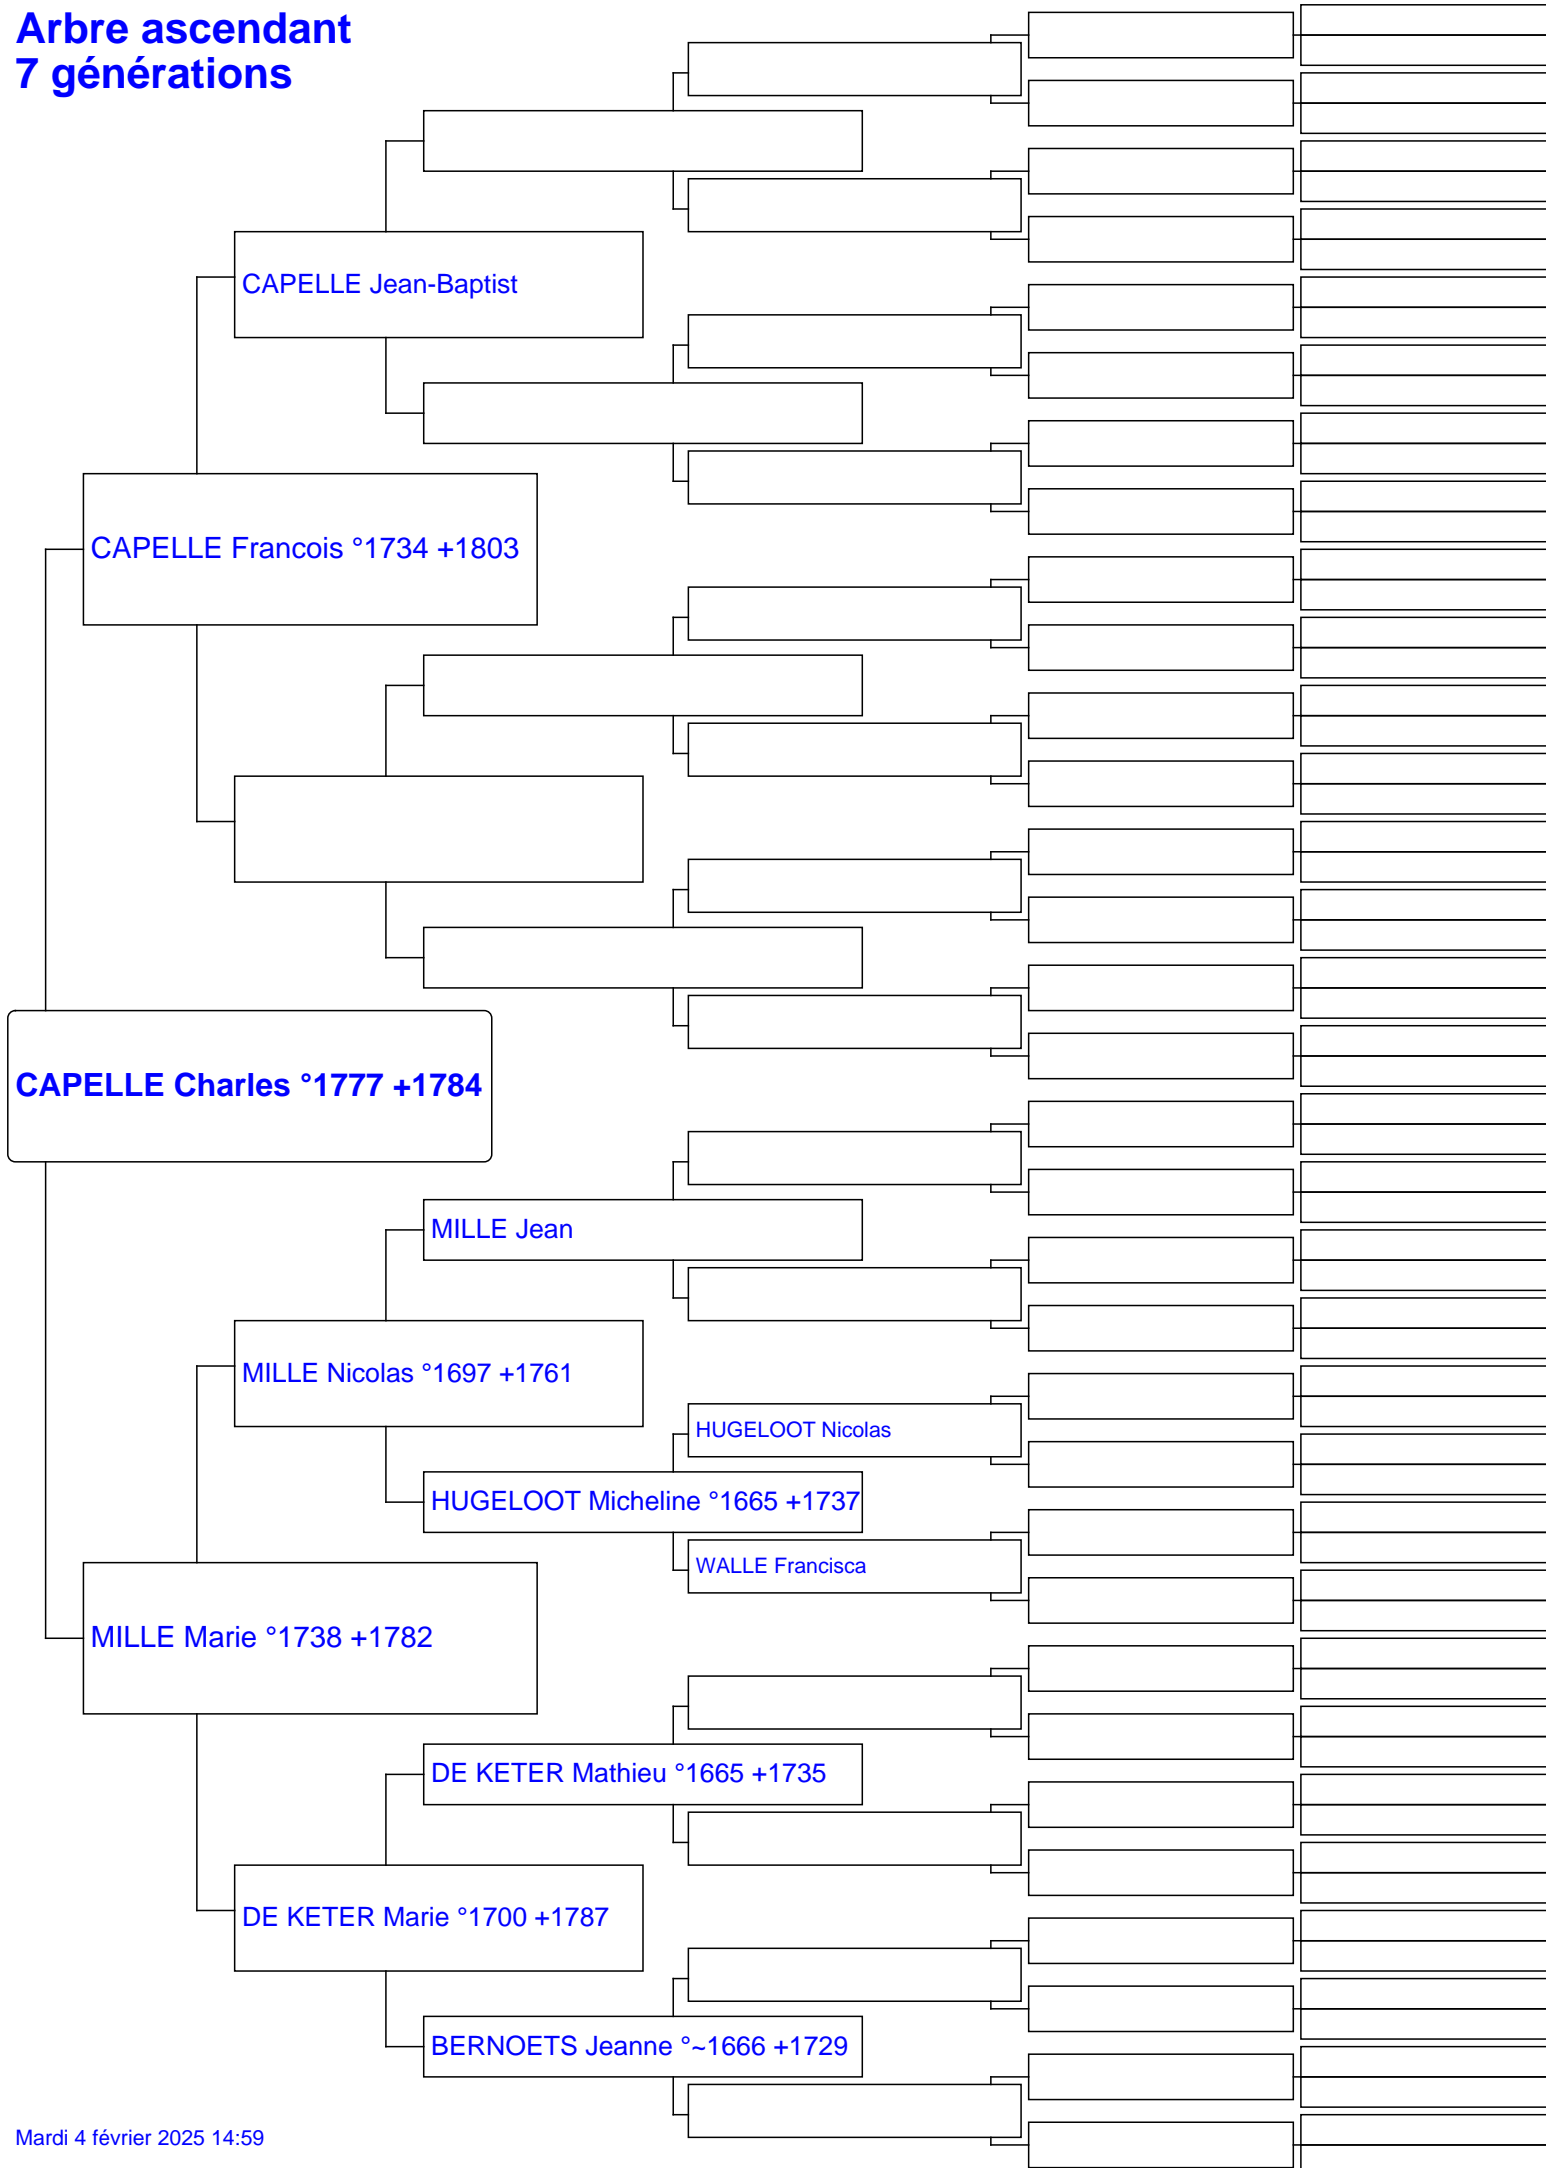 Arbre ascendant
7 générations
CAPELLE Jean-Baptist
CAPELLE Francois °1734 +1803
CAPELLE Charles °1777 +1784
MILLE Jean
MILLE Nicolas °1697 +1761
HUGELOOT Nicolas
HUGELOOT Micheline °1665 +1737
WALLE Francisca
MILLE Marie °1738 +1782
DE KETER Mathieu °1665 +1735
DE KETER Marie °1700 +1787
BERNOETS Jeanne °~1666 +1729
Mardi 4 février 2025 14:59